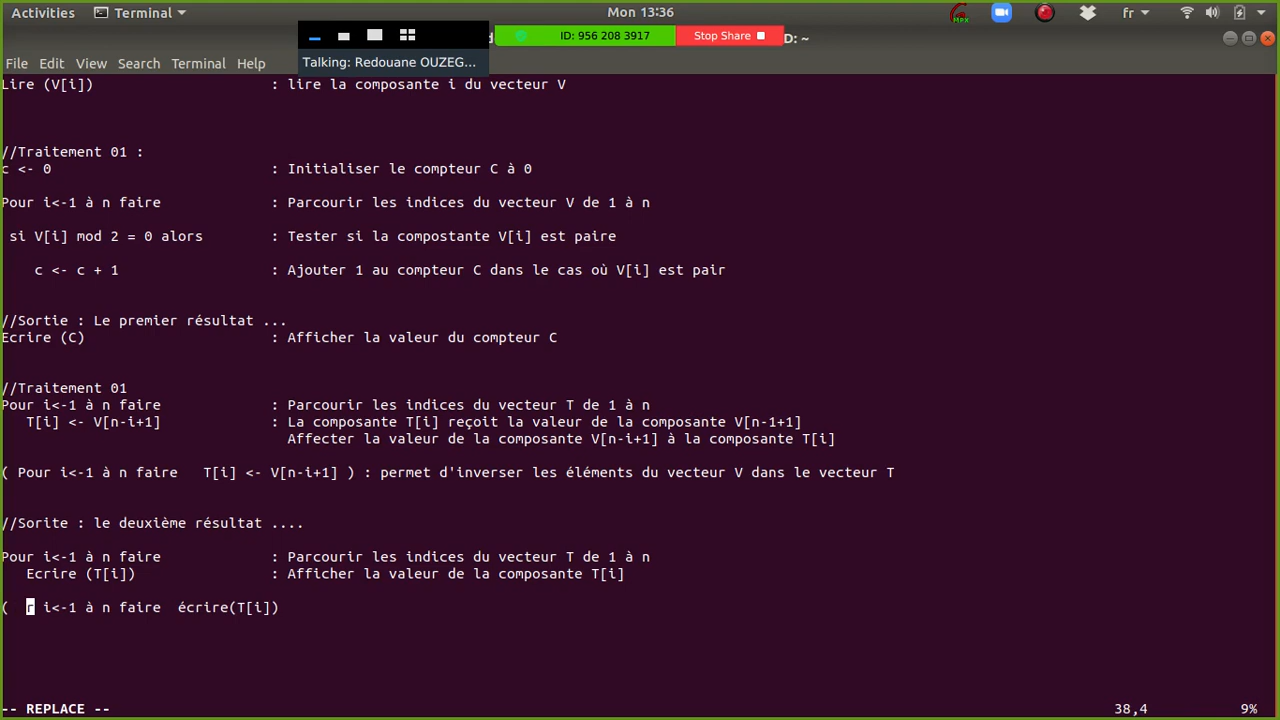 Activities Terminal Mon 13:36 MPX fr
ID: 956 208 3917 Stop Share D: ~
File Edit View Search Terminal Help Talking: Redouane OUZEG...
Lire (V[i]) : lire la composante i du vecteur V
//Traitement 01 :
c <- 0 : Initialiser le compteur C à 0
Pour i<-1 à n faire : Parcourir les indices du vecteur V de 1 à n
si V[i] mod 2 = 0 alors : Tester si la compostante V[i] est paire
c <- c + 1 : Ajouter 1 au compteur C dans le cas où V[i] est pair
//Sortie : Le premier résultat ...
Ecrire (C) : Afficher la valeur du compteur C
//Traitement 01
Pour i<-1 à n faire : Parcourir les indices du vecteur T de 1 à n
T[i] <- V[n-i+1] : La composante T[i] reçoit la valeur de la composante V[n-1+1]
Affecter la valeur de la composante V[n-i+1] à la composante T[i]
( Pour i<-1 à n faire T[i] <- V[n-i+1] ) : permet d'inverser les éléments du vecteur V dans le vecteur T
//Sorite : le deuxième résultat ....
Pour i<-1 à n faire : Parcourir les indices du vecteur T de 1 à n
Ecrire (T[i]) : Afficher la valeur de la composante T[i]
( r i<-1 à n faire écrire(T[i])
-- REPLACE -- 38,4 9%